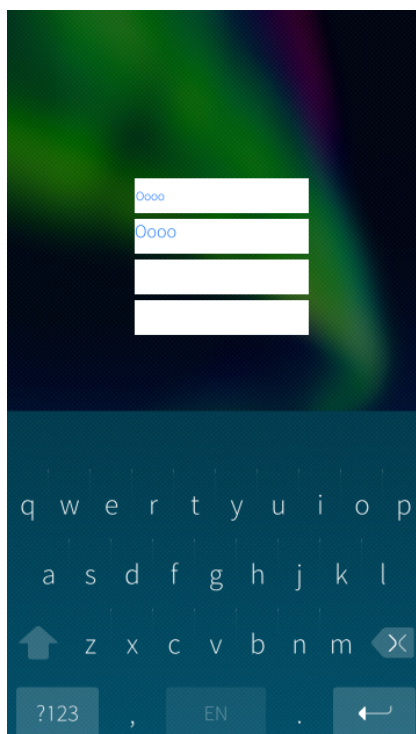 Oooo
Oooo
q w e r t y u i o p
a s d f g h j k l
z x c v b n m
?123 , EN .